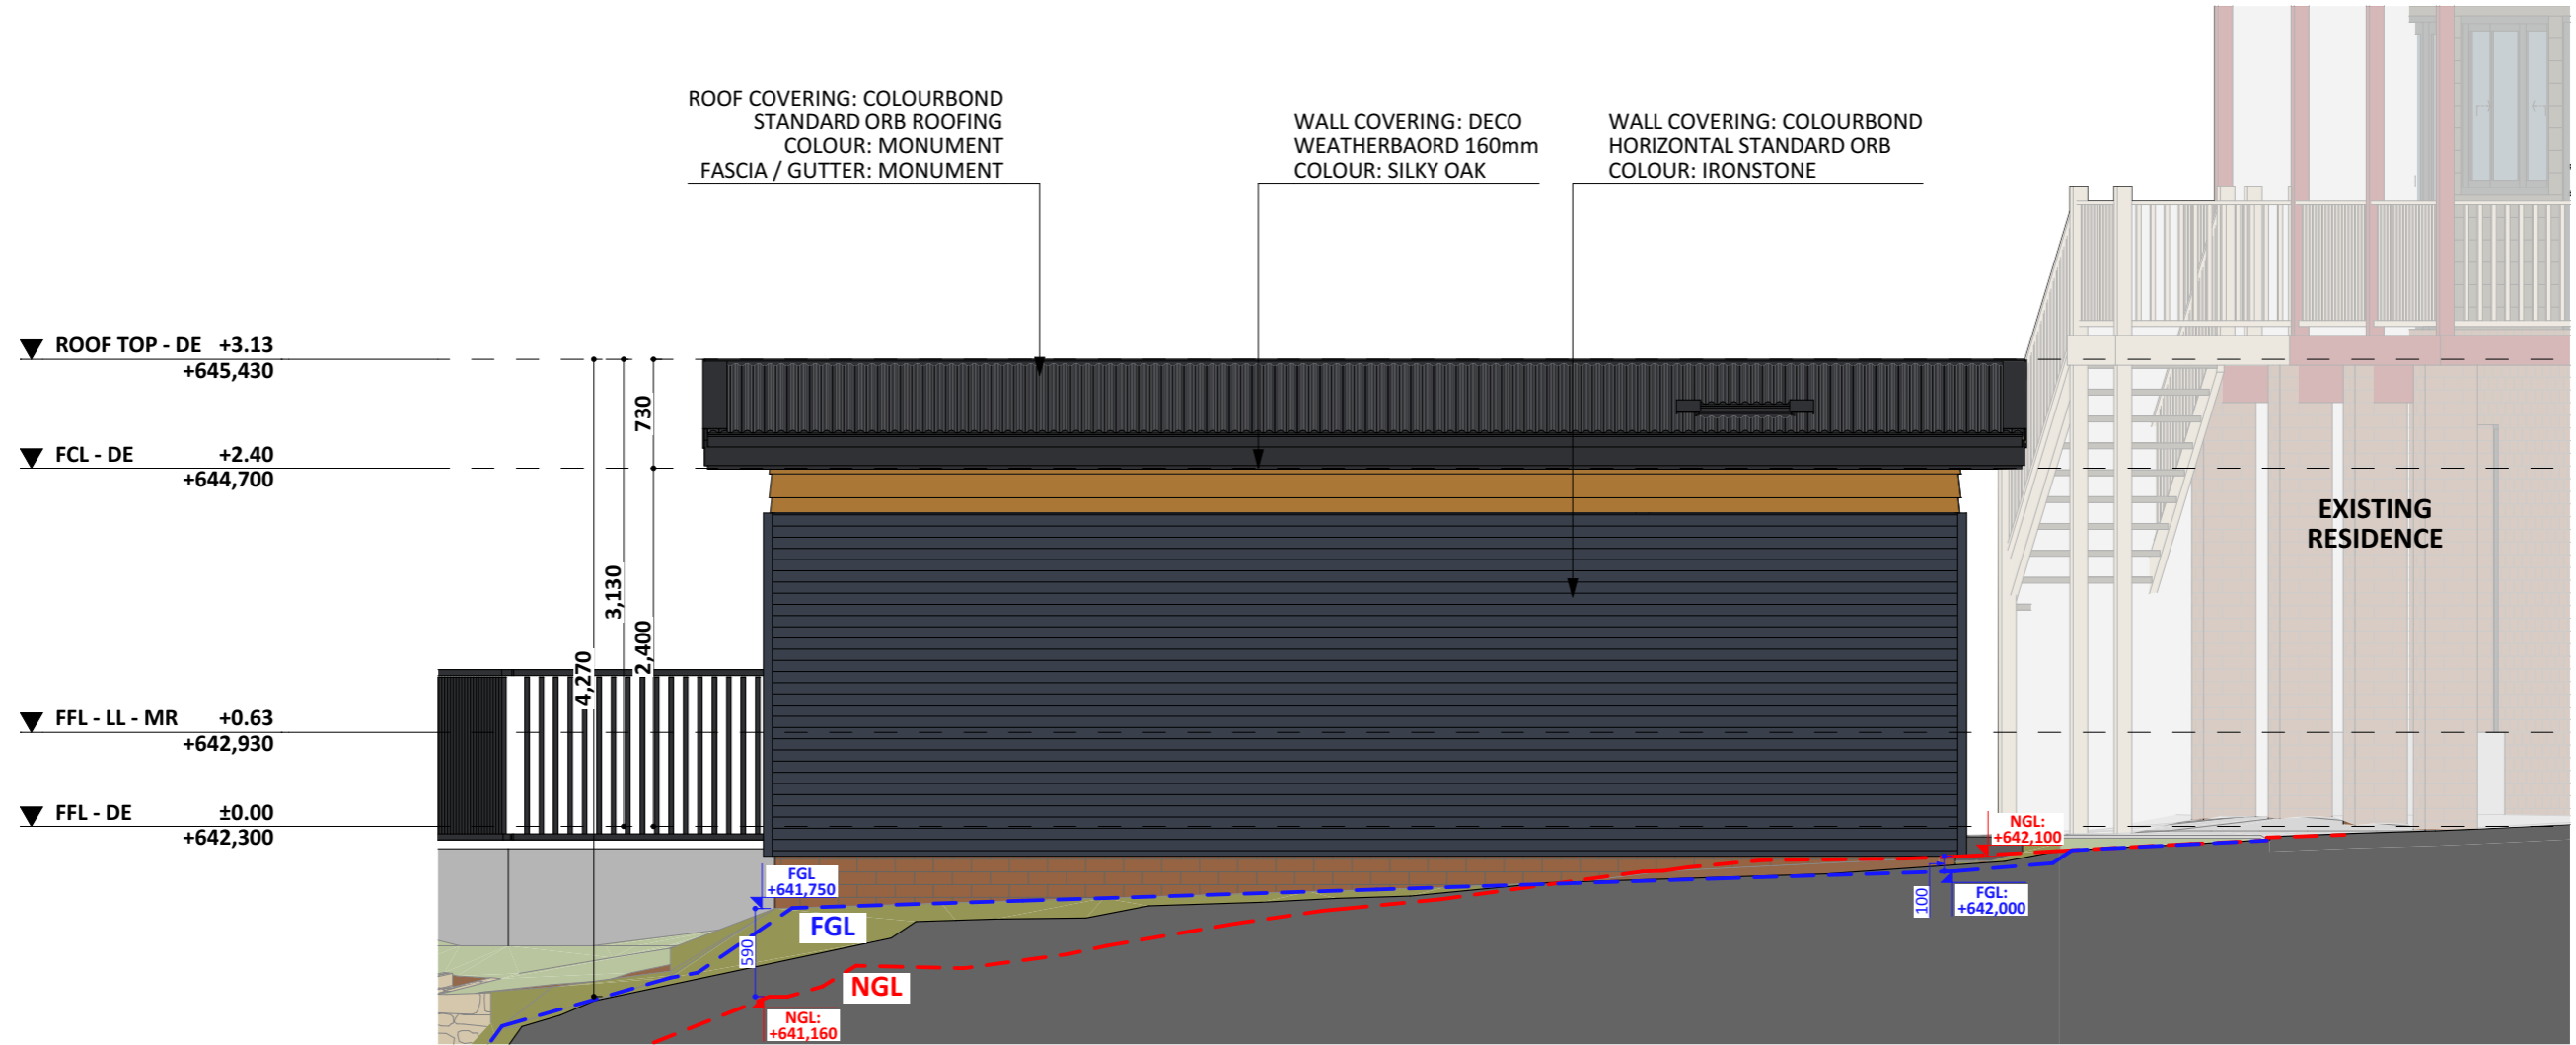 ROOF COVERING: COLOURBOND
STANDARD ORB ROOFING
COLOUR: MONUMENT
FASCIA / GUTTER: MONUMENT
WALL COVERING: DECO
WEATHERBAORD 160mm
COLOUR: SILKY OAK
WALL COVERING: COLOURBOND
HORIZONTAL STANDARD ORB
COLOUR: IRONSTONE
ROOF TOP - DE +3.13
+645,430
FCL - DE +2.40
+644,700
FFL - LL - MR +0.63
+642,930
FFL - DE ±0.00
+642,300
730
3,130
2,400
4,270
EXISTING
RESIDENCE
NGL:
+642,100
FGL
+641,750
FGL
590
NGL
NGL:
+641,160
100
FGL:
+642,000